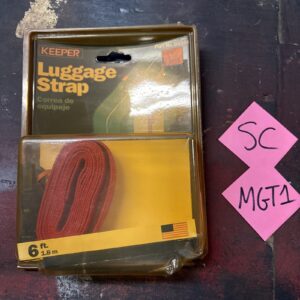 KEEPER
Luggage
Strap
Correa de
equipaje
6 ft.
1.8 m
SC
MGT1